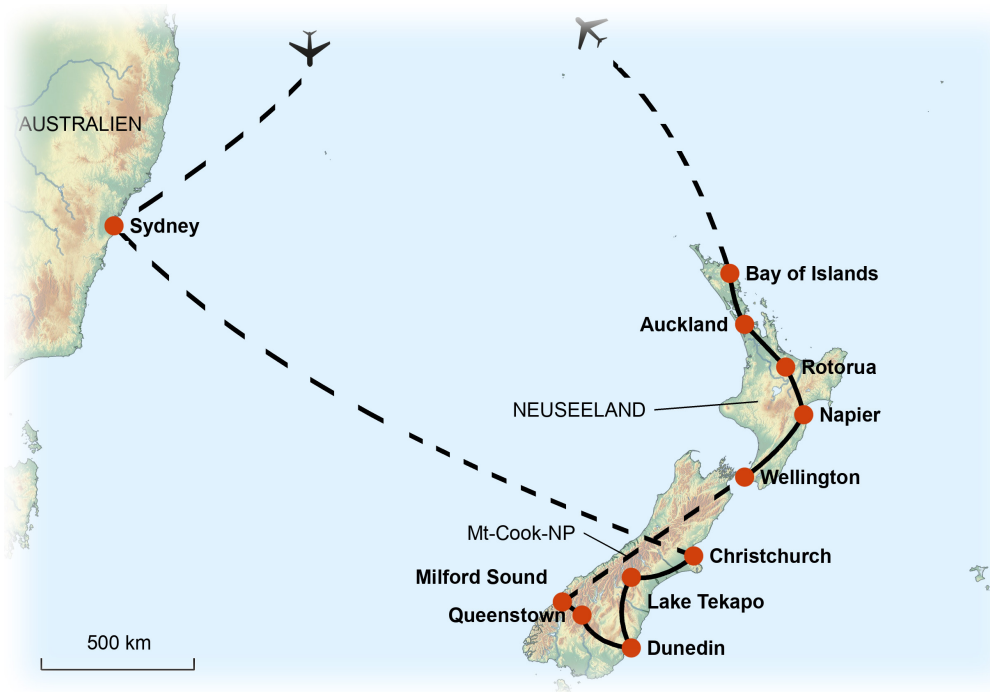 AUSTRALIEN
Sydney
Bay of Islands
Auckland
Rotorua
NEUSEELAND
Napier
Wellington
Mt-Cook-NP
Christchurch
Milford Sound
Lake Tekapo
Queenstown
500 km
Dunedin